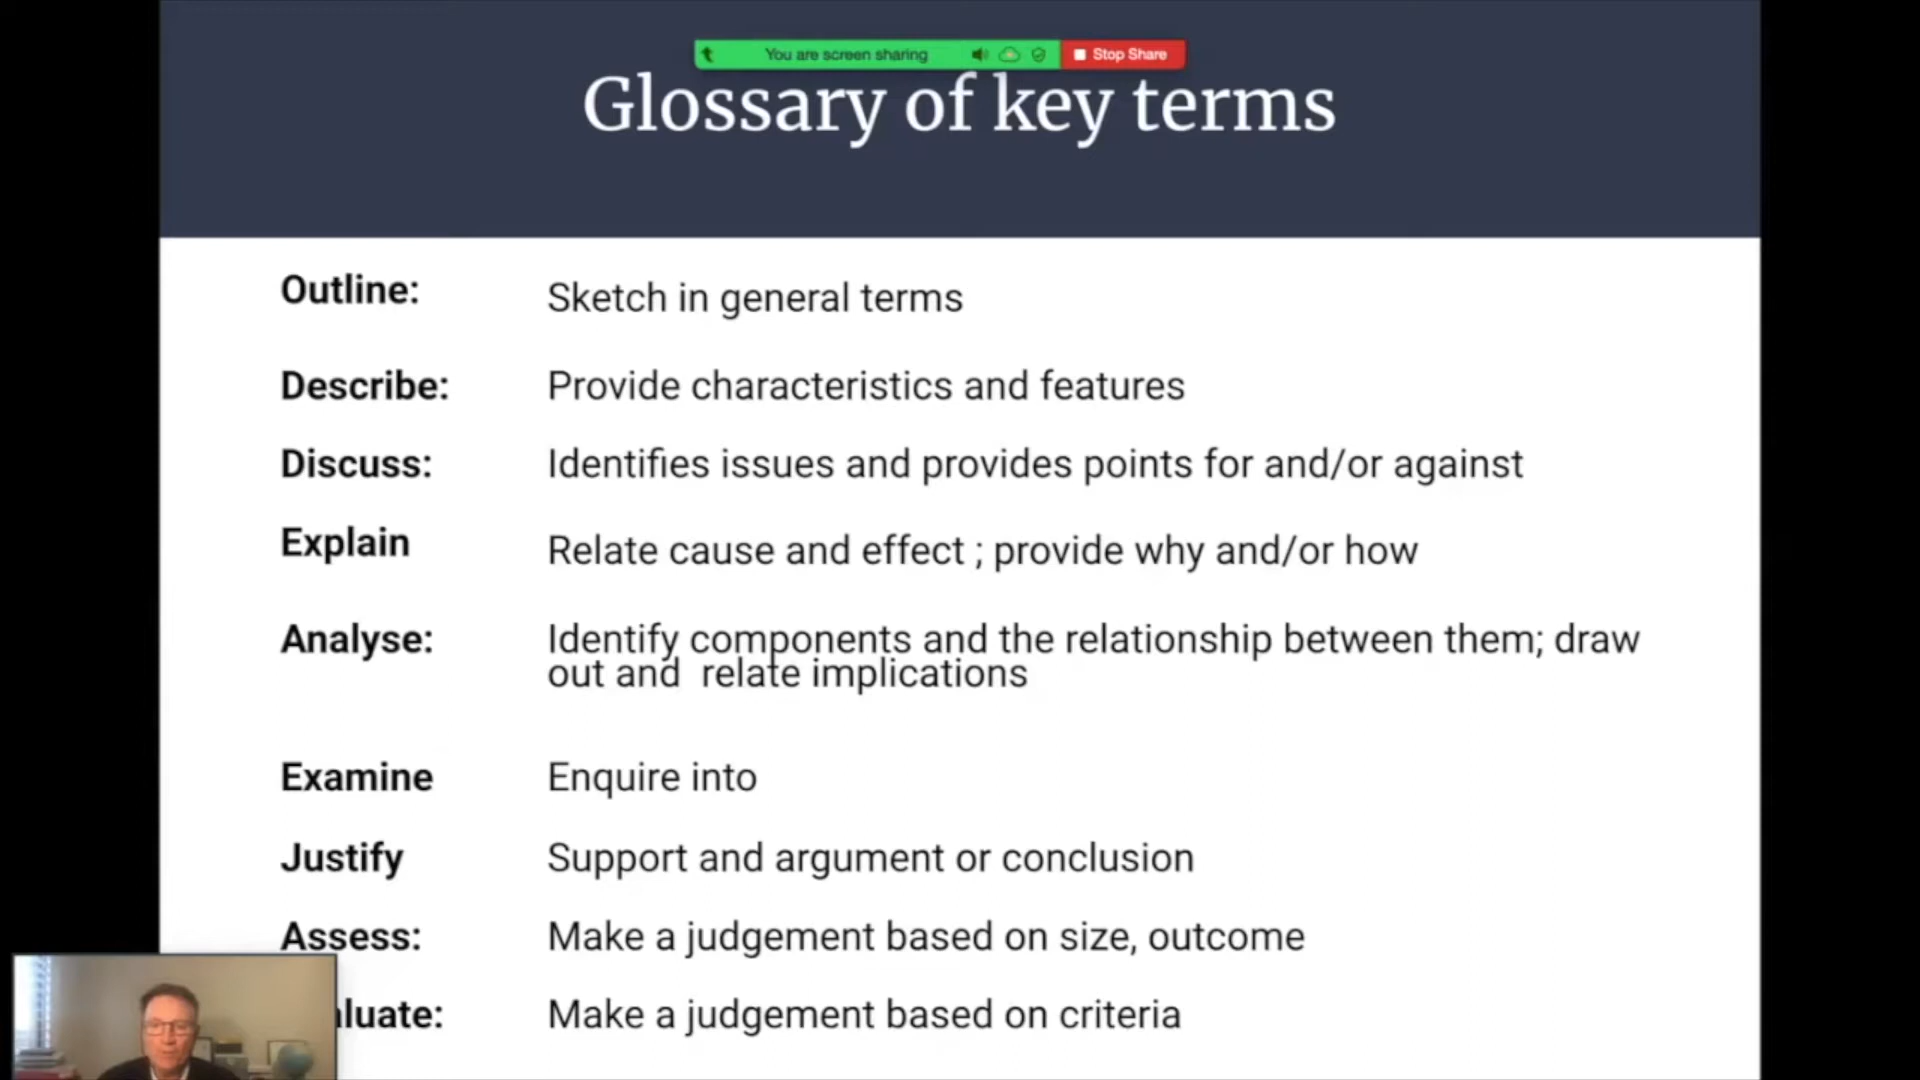 You are screen sharing
Stop Share
Glossary of key terms
Outline: Sketch in general terms
Describe: Provide characteristics and features
Discuss: Identifies issues and provides points for and/or against
Explain Relate cause and effect ; provide why and/or how
Analyse: Identify components and the relationship between them; draw
out and relate implications
Examine Enquire into
Justify Support and argument or conclusion
Assess: Make a judgement based on size, outcome
luate: Make a judgement based on criteria